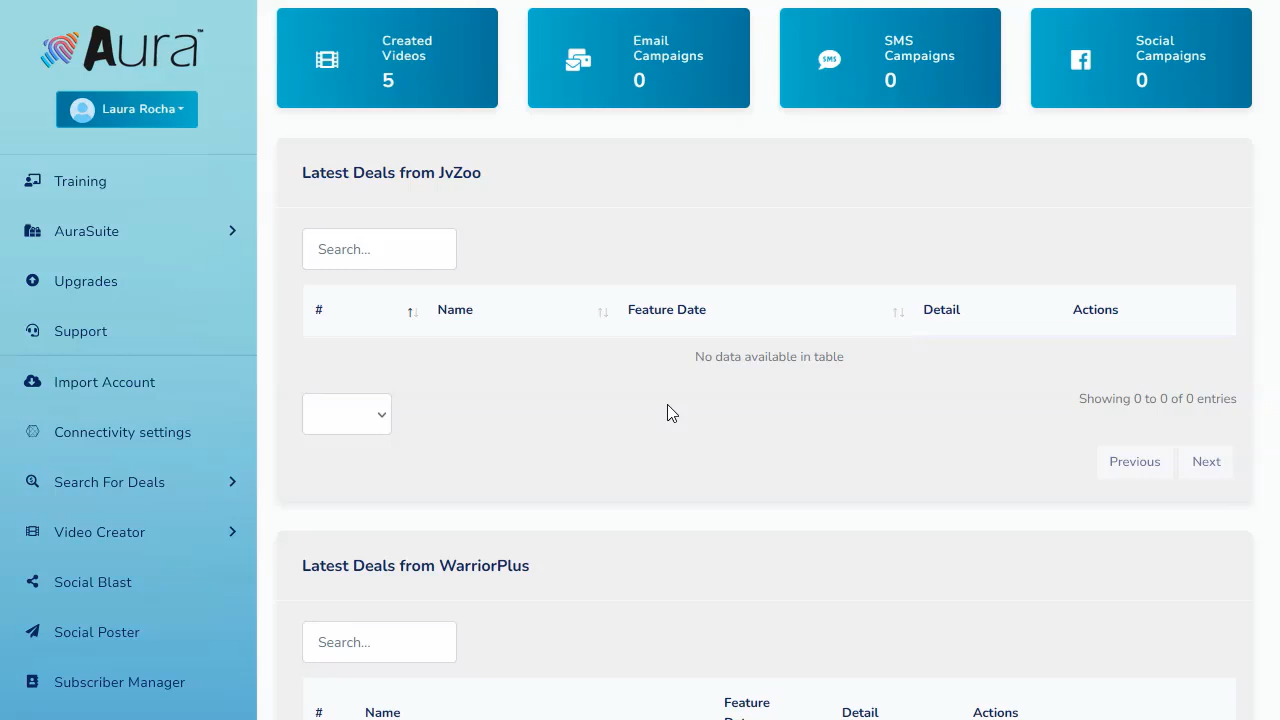 Aura™
Laura Rocha
Training
AuraSuite
Upgrades
Support
Import Account
Connectivity settings
Search For Deals
Video Creator
Social Blast
Social Poster
Subscriber Manager
Created
Videos
5
Email
Campaigns
0
SMS
SMS
Campaigns
0
Social
Campaigns
0
Latest Deals from JvZoo
Search...
# Name Feature Date Detail Actions
No data available in table
Showing 0 to 0 of 0 entries
Previous Next
Latest Deals from WarriorPlus
Search...
# Name Feature Detail Actions